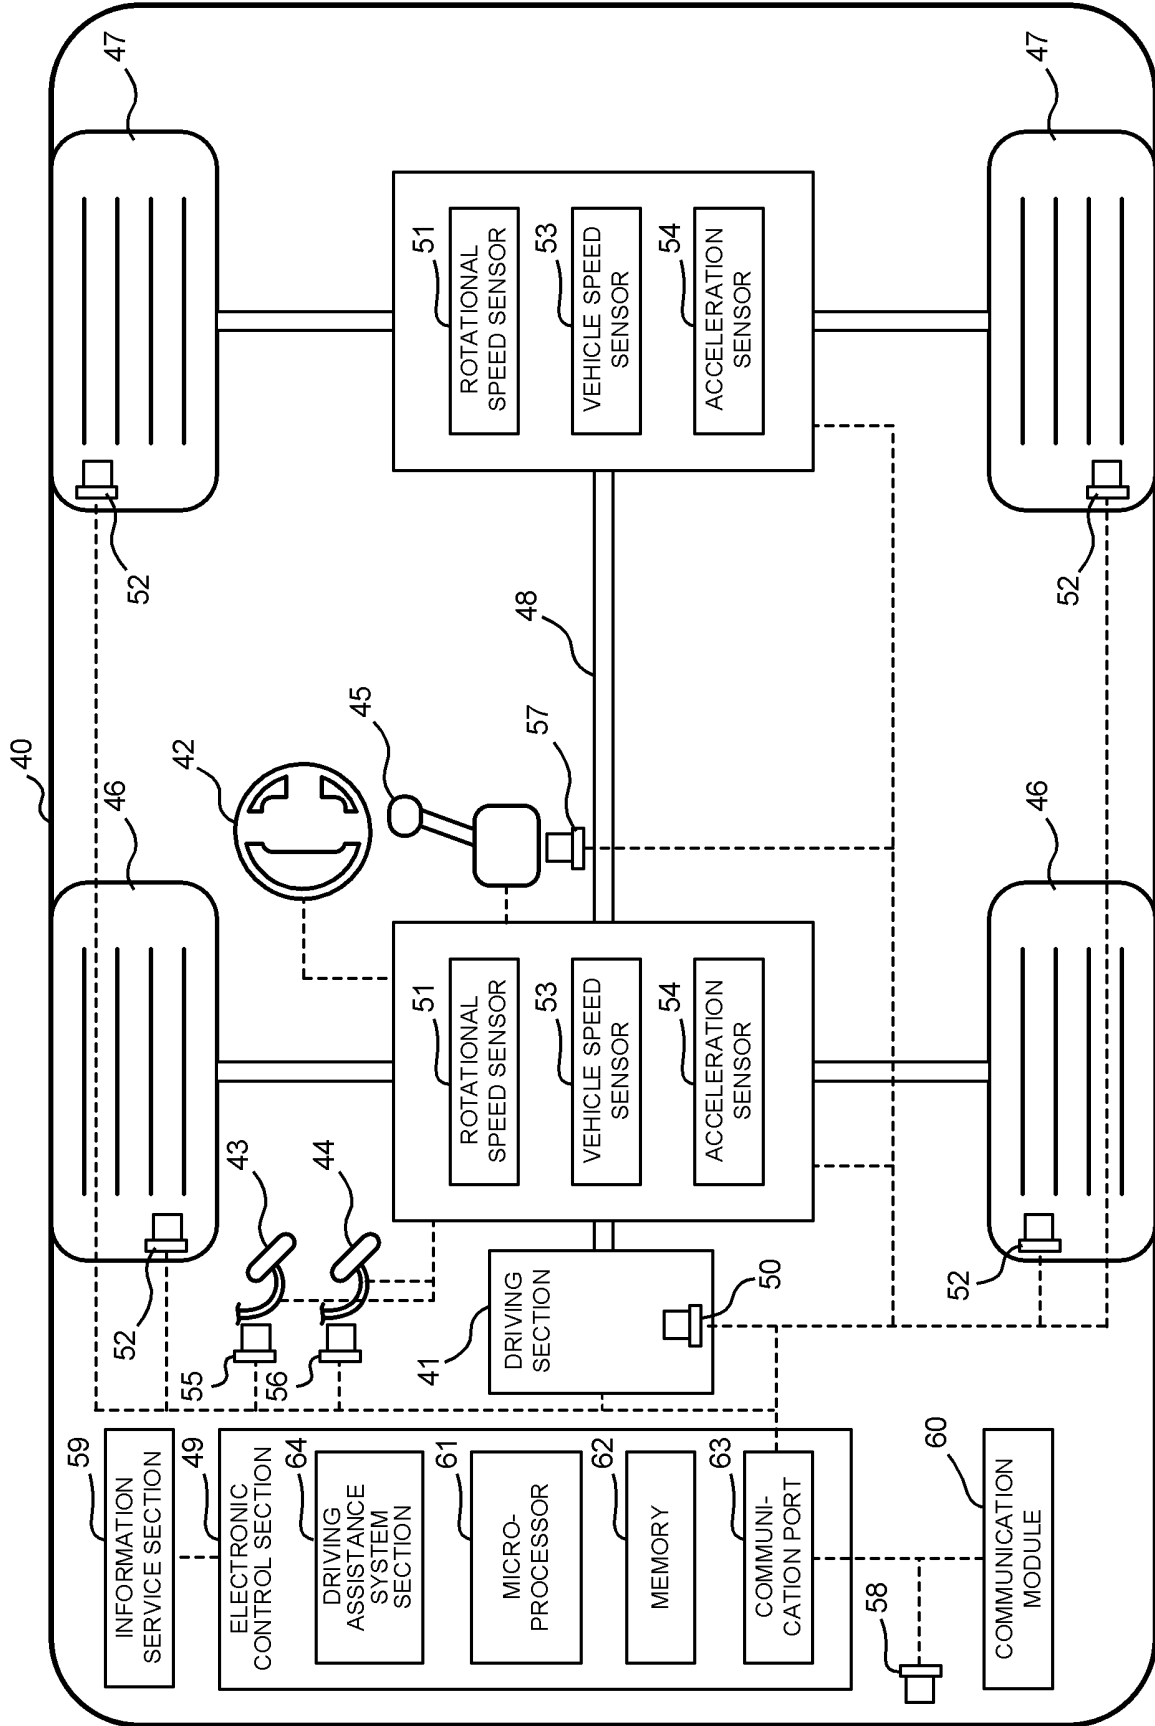 40
59
INFORMATION
SERVICE SECTION
49
ELECTRONIC
CONTROL SECTION
64
DRIVING
ASSISTANCE
SYSTEM
SECTION
61
MICRO-
PROCESSOR
62
MEMORY
63
COMMUNI-
CATION PORT
58
60
COMMUNICATION
MODULE
52
55
56
43
44
41
DRIVING
SECTION
50
52
46
42
45
57
51
ROTATIONAL
SPEED SENSOR
53
VEHICLE SPEED
SENSOR
54
ACCELERATION
SENSOR
46
48
52
47
51
ROTATIONAL
SPEED SENSOR
53
VEHICLE SPEED
SENSOR
54
ACCELERATION
SENSOR
52
47